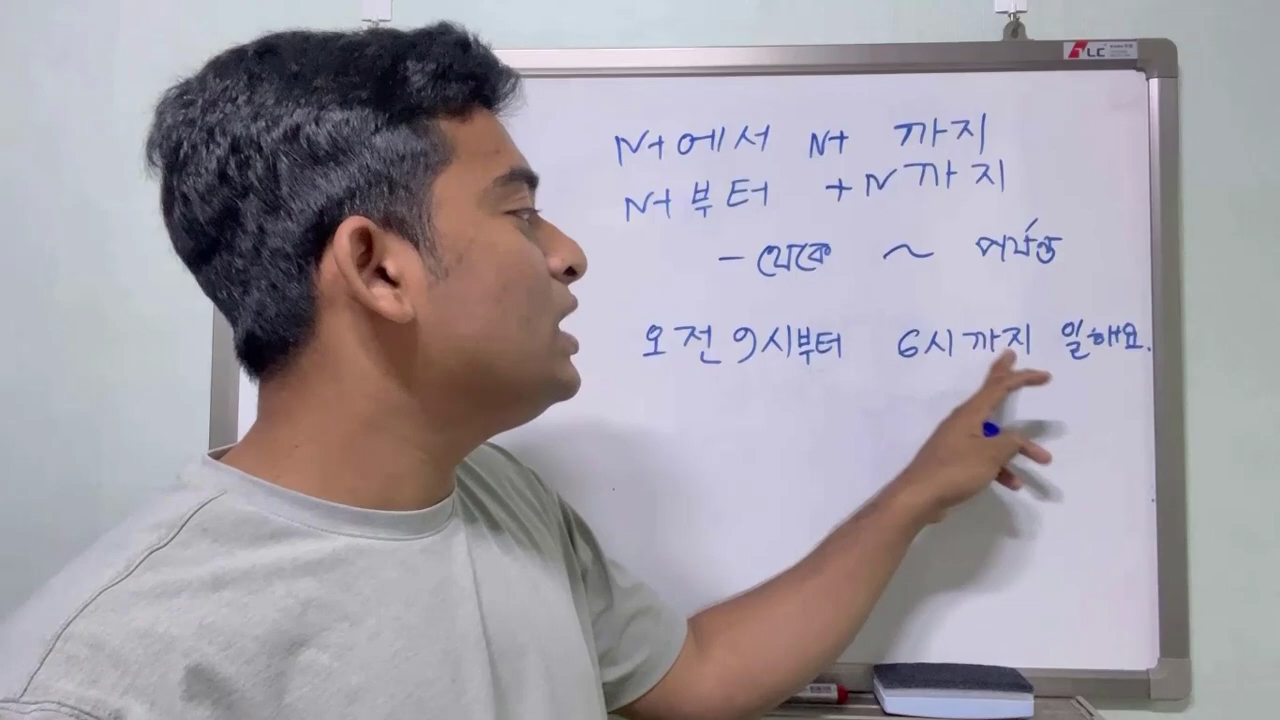 YLC
N+에서 N+ 까지
N+부터 +N까지
- থেকে ~ পর্যন্ত
오전 9시부터 6시까지 일해요.